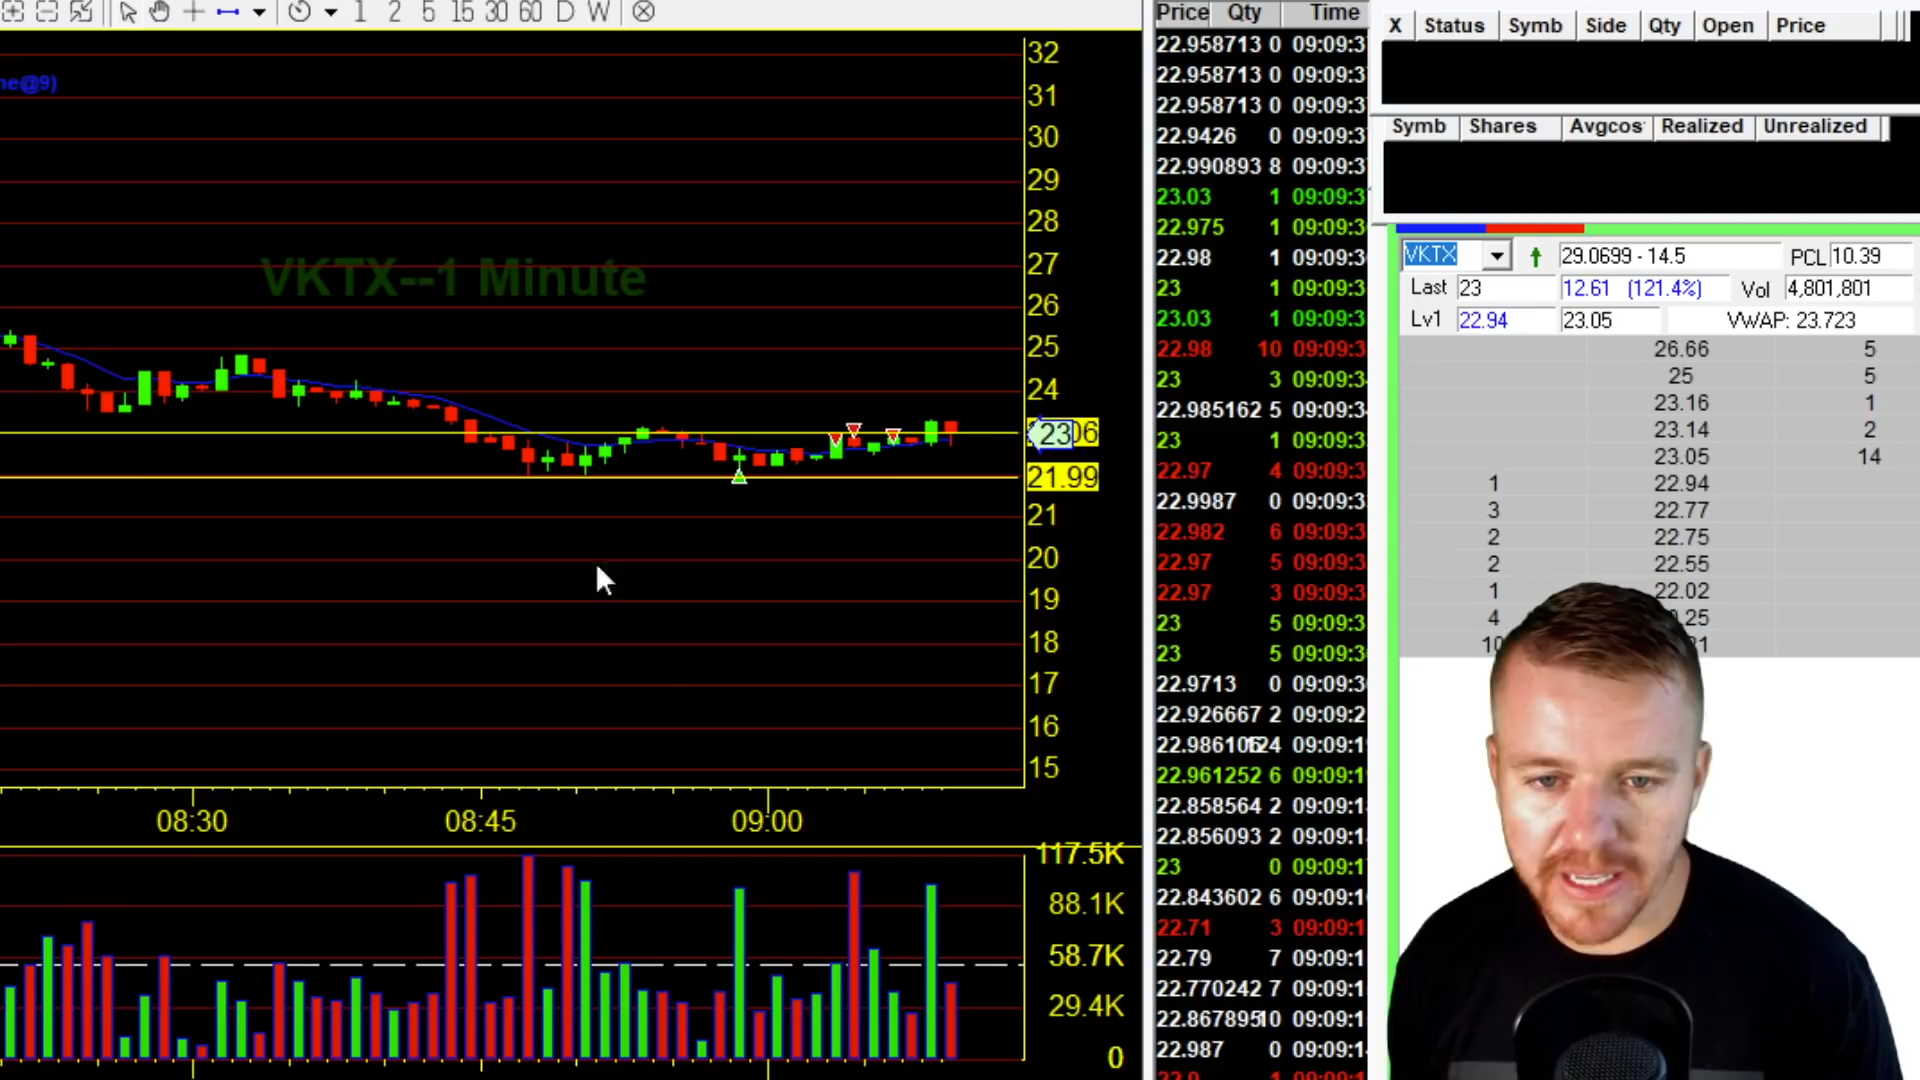 1 2 5 15 30 60 D W
ne@9)
VKTX--1 Minute
32
31
30
29
28
27
26
25
24
23
06
21.99
21
20
19
18
17
16
15
08:30 08:45 09:00
117.5K
88.1K
58.7K
29.4K
0
Price Qty Time
22.958713 0 09:09:3
22.958713 0 09:09:3
22.958713 0 09:09:3
22.9426 0 09:09:3
22.990893 8 09:09:3
23.03 1 09:09:3
22.975 1 09:09:3
22.98 1 09:09:3
23 1 09:09:3
23.03 1 09:09:3
22.98 10 09:09:3
23 3 09:09:3
22.985162 5 09:09:3
23 1 09:09:3
22.97 4 09:09:3
22.9987 0 09:09:3
22.982 6 09:09:3
22.97 5 09:09:3
22.97 3 09:09:3
23 5 09:09:3
23 5 09:09:3
22.9713 0 09:09:3
22.926667 2 09:09:2
09:09:1
22.961252 6 09:09:1
22.858564 2 09:09:1
22.856093 2 09:09:1
23 0 09:09:1
22.843602 6 09:09:1
22.71 3 09:09:1
22.79 7 09:09:1
22.770242 7 09:09:1
22.867895 10 09:09:1
22.987 0 09:09:1
X Status Symb Side Qty Open Price
Symb Shares Avgcos Realized Unrealized
VKTX 29.0699 - 14.5 PCL 10.39
Last 23 12.61 (121.4%) Vol 4,801,801
Lv1 22.94 23.05 VWAP: 23.723
26.66 5
25 5
23.16 1
23.14 2
23.05 14
1 22.94
3 22.77
2 22.75
2 22.55
1 22.02
4 .25
10